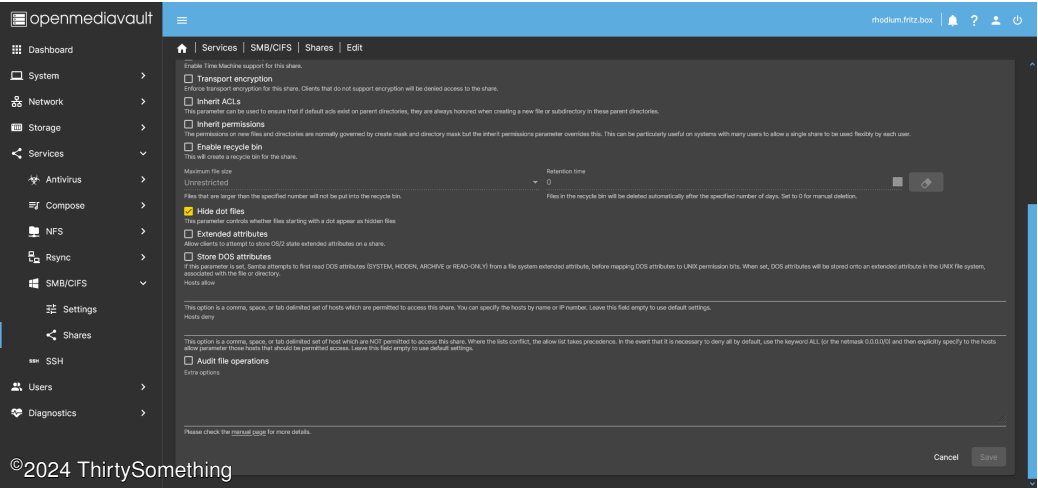 openmediavault
rhodium.fritz.box
Dashboard
System
Network
Storage
Services
Antivirus
Compose
NFS
Rsync
SMB/CIFS
Settings
Shares
SSH
SSH
Users
Diagnostics
Services | SMB/CIFS | Shares | Edit
Enable Time Machine support for this share.
Transport encryption
Enforce transport encryption for this share. Clients that do not support encryption will be denied access to the share.
Inherit ACLs
This parameter can be used to ensure that if default acls exist on parent directories, they are always honored when creating a new file or subdirectory in these parent directories.
Inherit permissions
The permissions on new files and directories are normally governed by create mask and directory mask but the inherit permissions parameter overrides this. This can be particularly useful on systems with many users to allow a single share to be used flexibly by each user.
Enable recycle bin
This will create a recycle bin for the share.
Maximum file size
Unrestricted
Files that are larger than the specified number will not be put into the recycle bin.
Retention time
0
Files in the recycle bin will be deleted automatically after the specified number of days. Set to 0 for manual deletion.
Hide dot files
This parameter controls whether files starting with a dot appear as hidden files
Extended attributes
Allow clients to attempt to store OS/2 state extended attributes on a share.
Store DOS attributes
If this parameter is set, Samba attempts to first read DOS attributes (SYSTEM, HIDDEN, ARCHIVE or READ-ONLY) from a file system extended attribute, before mapping DOS attributes to UNIX permission bits. When set, DOS attributes will be stored onto an extended attribute in the UNIX file system,
associated with the file or directory.
Hosts allow
This option is a comma, space, or tab delimited set of hosts which are permitted to access this share. You can specify the hosts by name or IP number. Leave this field empty to use default settings.
Hosts deny
This option is a comma, space, or tab delimited set of host which are NOT permitted to access this share. Where the lists conflict, the allow list takes precedence. In the event that it is necessary to deny all by default, use the keyword ALL (or the netmask 0.0.0.0/0) and then explicitly specify to the hosts
allow parameter those hosts that should be permitted access. Leave this field empty to use default settings.
Audit file operations
Extra options
Please check the manual page for more details.
Cancel
Save
©2024 ThirtySomething